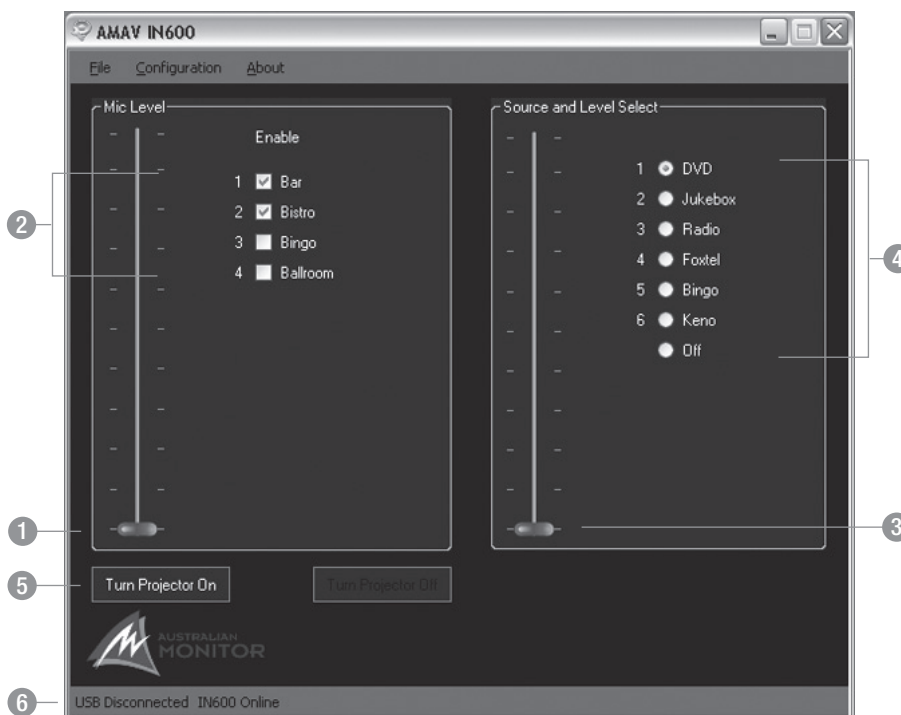 AMAV IN600
File Configuration About
Mic Level
Enable
1 Bar
2 Bistro
3 Bingo
4 Ballroom
Source and Level Select
1 DVD
2 Jukebox
3 Radio
4 Foxtel
5 Bingo
6 Keno
Off
2
4
1
3
5
Turn Projector On Turn Projector Off
AUSTRALIAN
MONITOR
6
USB Disconnected IN600 Online